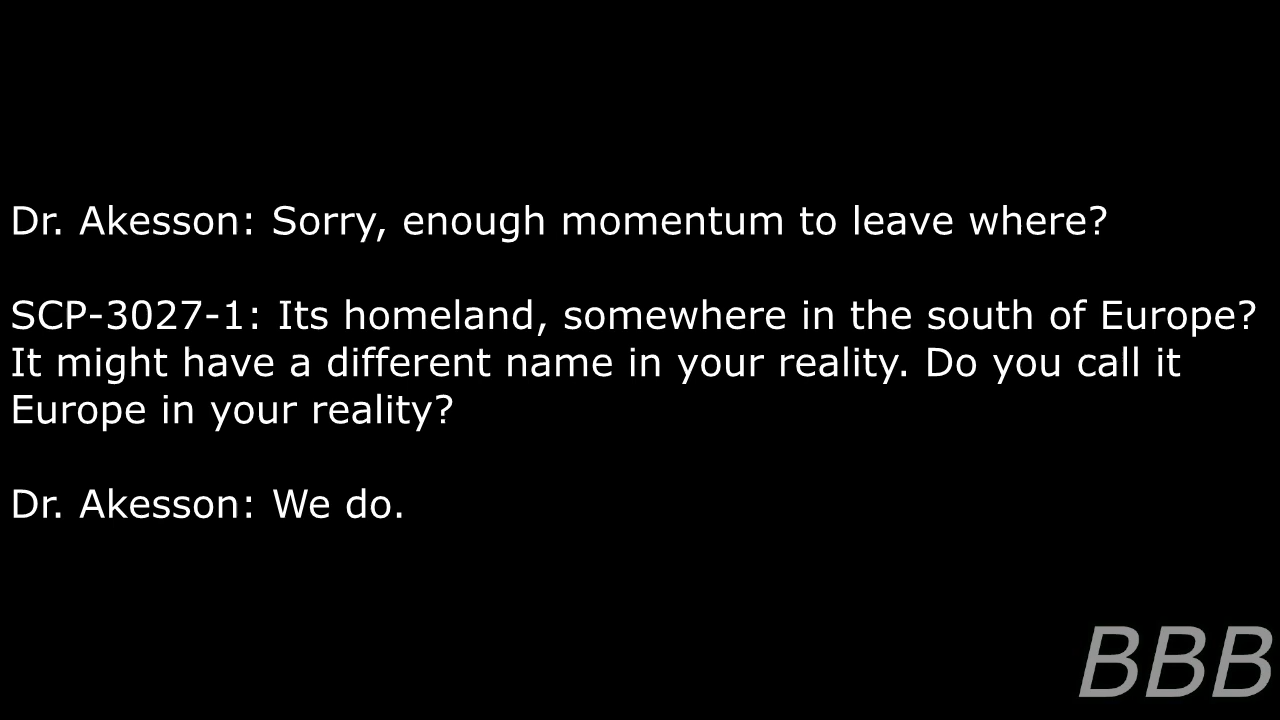 Dr. Akesson: Sorry, enough momentum to leave where?
SCP-3027-1: Its homeland, somewhere in the south of Europe?
It might have a different name in your reality. Do you call it
Europe in your reality?
Dr. Akesson: We do.
BBB